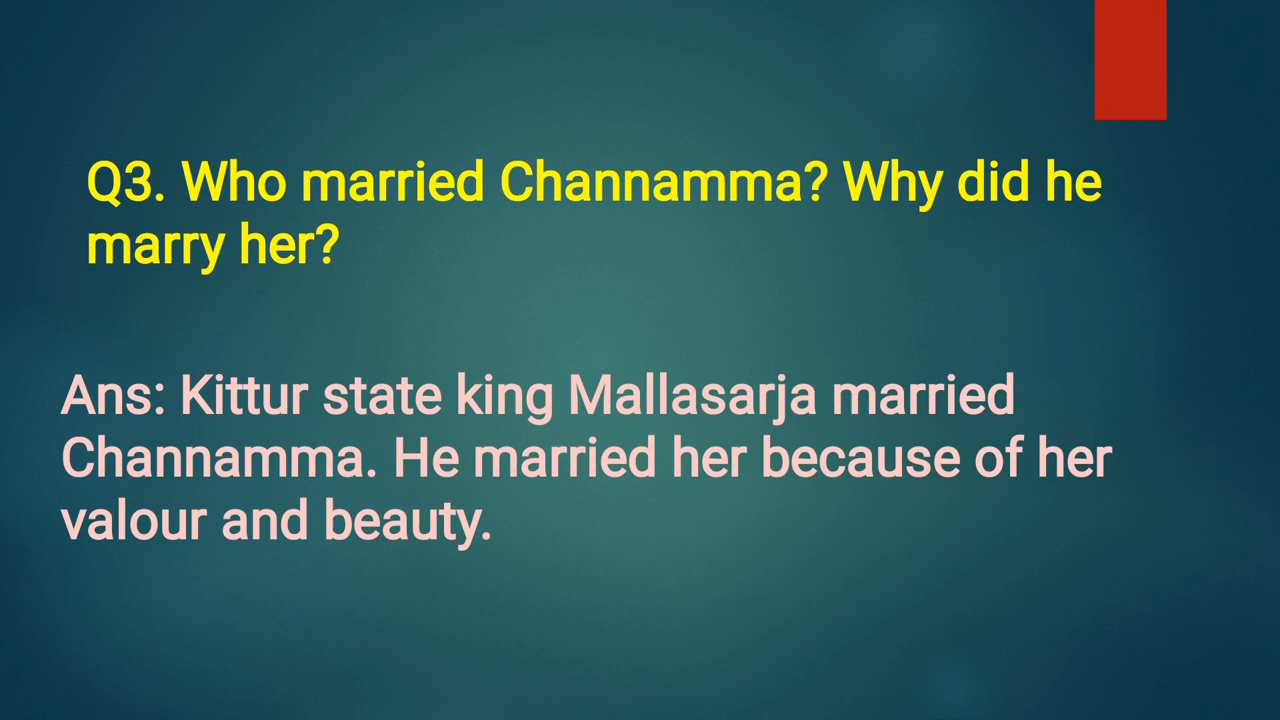 Q3. Who married Channamma? Why did he
marry her?
Ans: Kittur state king Mallasarja married
Channamma. He married her because of her
valour and beauty.